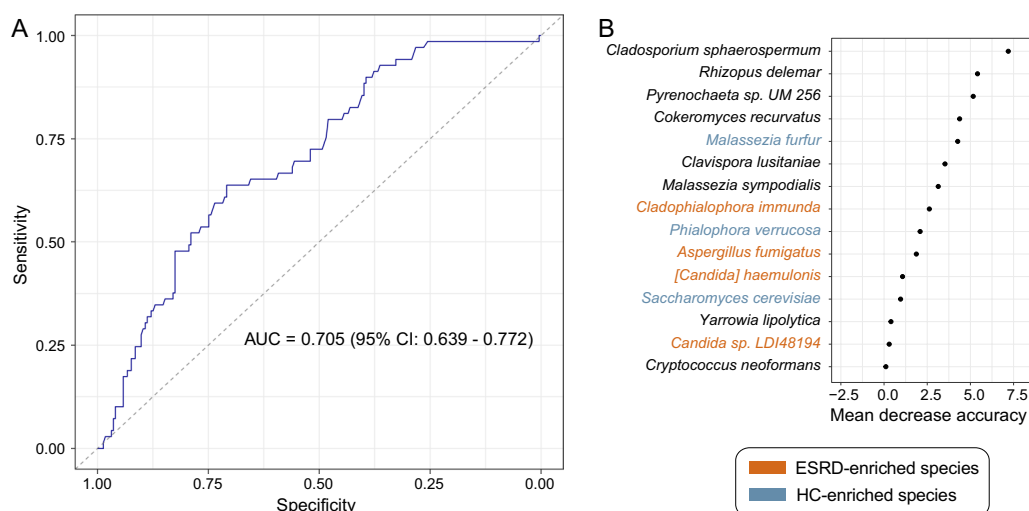 A
1.00
0.75
0.50
0.25
0.00
Sensitivity
AUC = 0.705 (95% CI: 0.639 - 0.772)
1.00 0.75 0.50 0.25 0.00
Specificity
B
Cladosporium sphaerospermum
Rhizopus delemar
Pyrenochaeta sp. UM 256
Cokeromyces recurvatus
Malassezia furfur
Clavispora lusitaniae
Malassezia sympodialis
Cladophialophora immunda
Phialophora verrucosa
Aspergillus fumigatus
[Candida] haemulonis
Saccharomyces cerevisiae
Yarrowia lipolytica
Candida sp. LDI48194
Cryptococcus neoformans
−2.5 0.0 2.5 5.0 7.5
Mean decrease accuracy
ESRD-enriched species
HC-enriched species